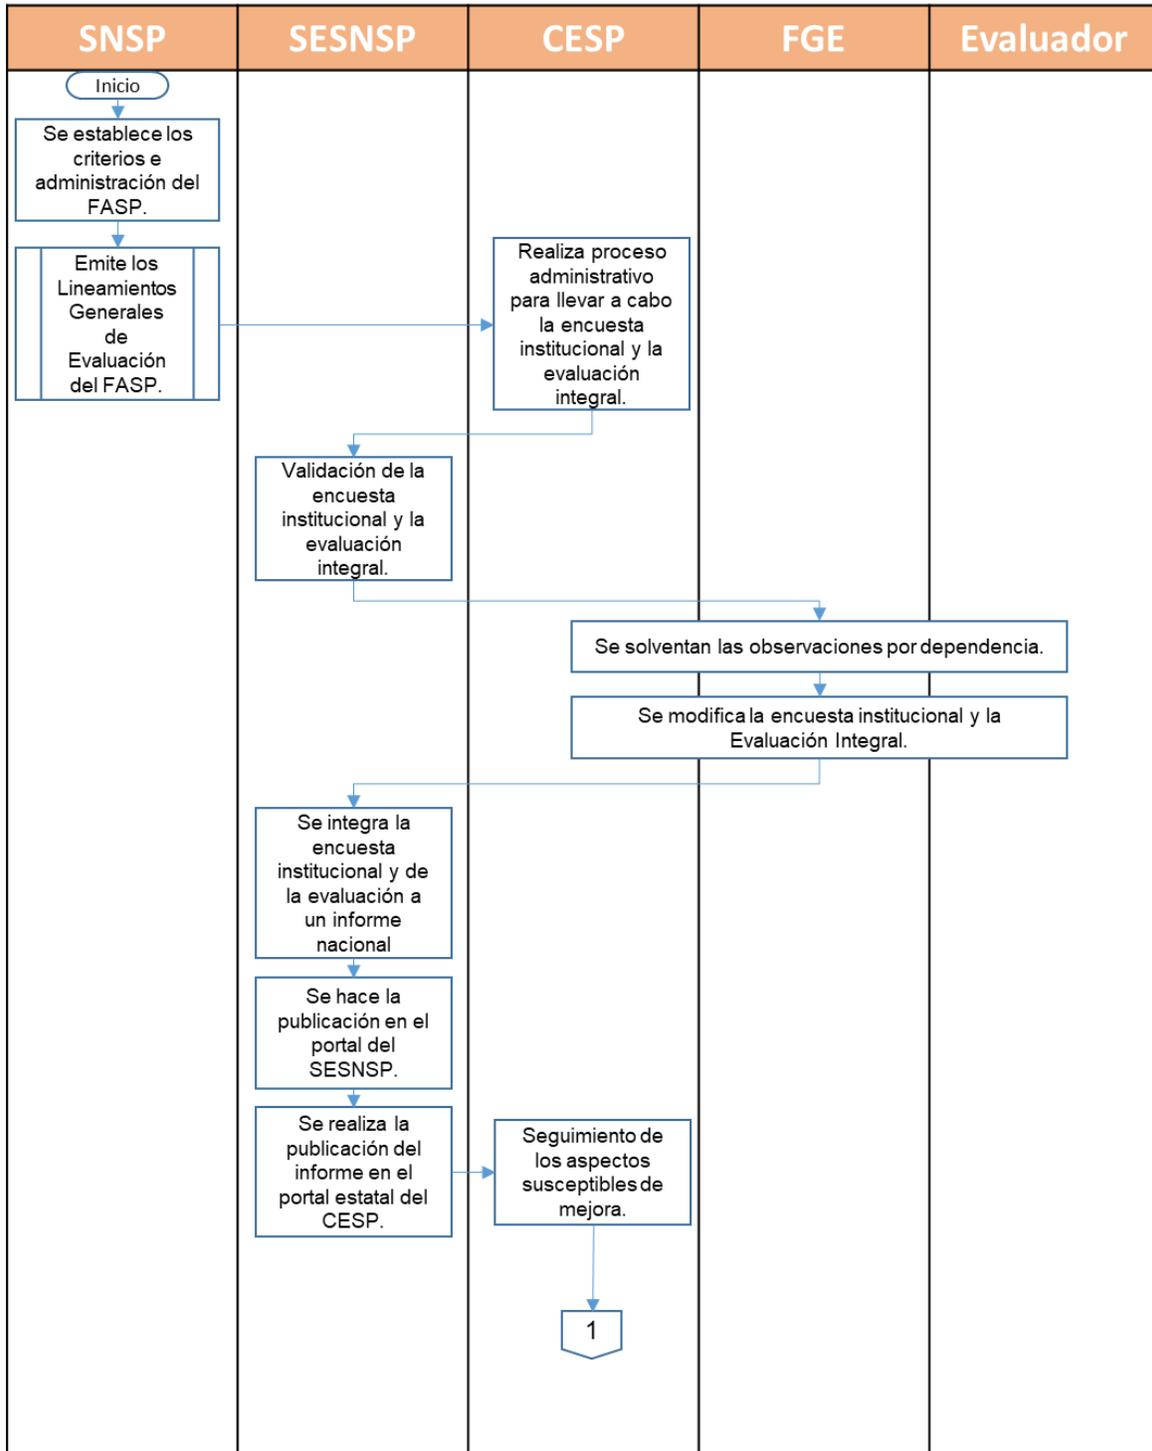 SNSP SESNSP CESP FGE Evaluador
Inicio
Se establece los
criterios e
administración del
FASP.
Emite los
Lineamientos
Generales
de
Evaluación
del FASP.
Realiza proceso
administrativo
para llevar a cabo
la encuesta
institucional y la
evaluación
integral.
Validación de la
encuesta
institucional y la
evaluación
integral.
Se solventan las observaciones por dependencia.
Se modifica la encuesta institucional y la
Evaluación Integral.
Se integra la
encuesta
institucional y de
la evaluación a
un informe
nacional
Se hace la
publicación en el
portal del
SESNSP.
Se realiza la
publicación del
informe en el
portal estatal del
CESP.
Seguimiento de
los aspectos
susceptibles de
mejora.
1